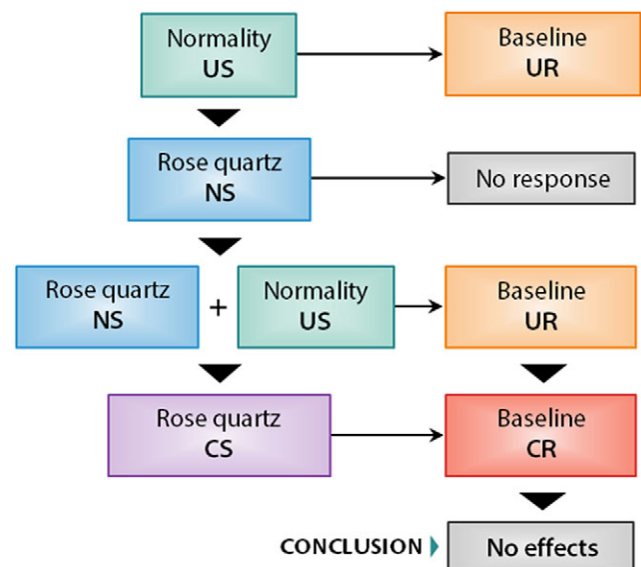 Normality
US
Baseline
UR
Rose quartz
NS
No response
Rose quartz
NS
+
Normality
US
Baseline
UR
Rose quartz
CS
Baseline
CR
CONCLUSION
No effects